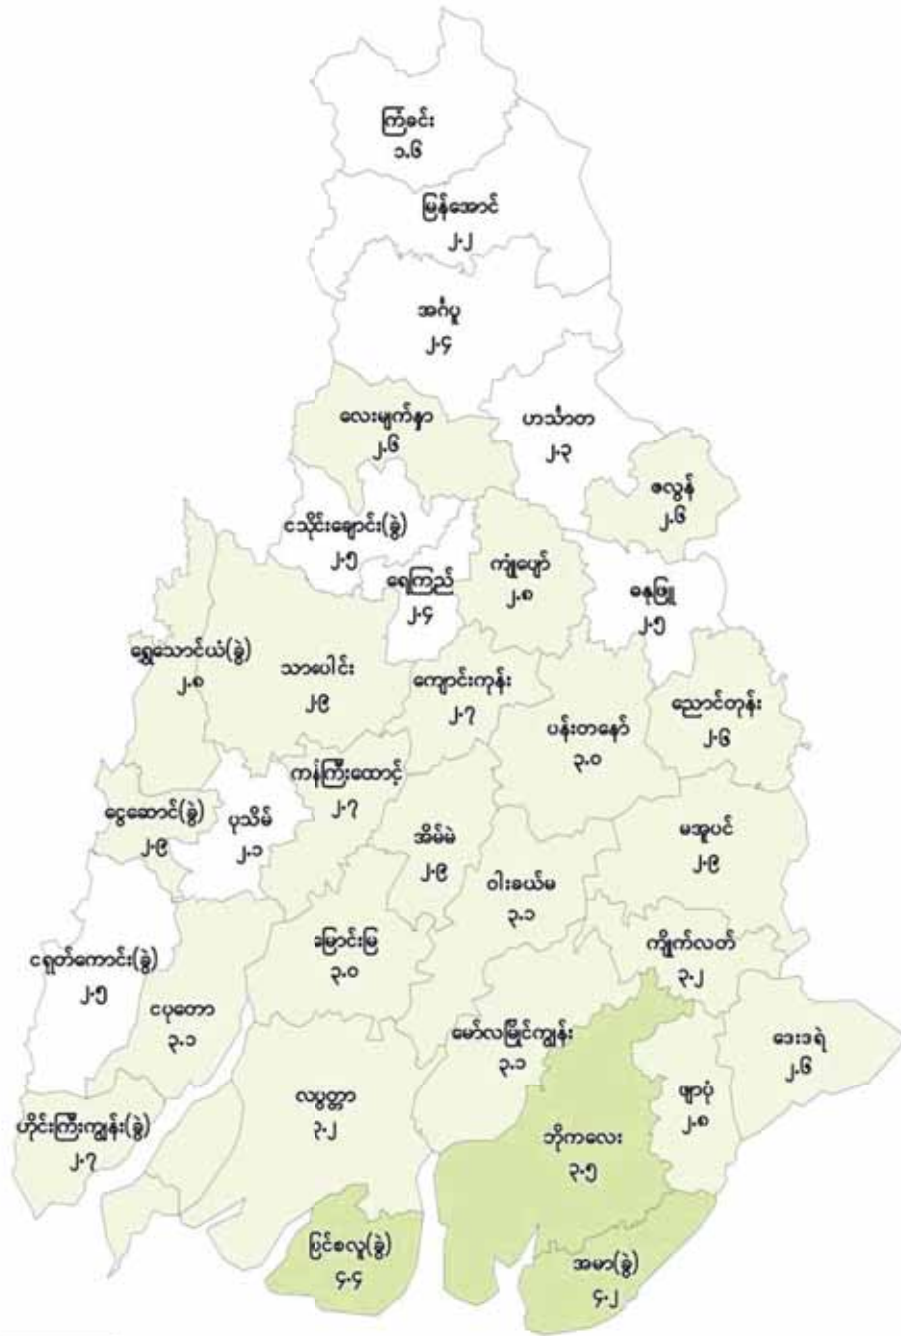 ကြံခင်း
၁.၆
မြန်အောင်
၂.၂
အင်္ဂပူ
၂.၄
လေးမျက်နှာ
၂.၆
ဟင်္သာတ
၂.၃
ဇလွန်
၂.၆
ငသိုင်းချောင်း(ခွဲ)
၂.၅
ရေကြည်
၂.၄
ကျုံပျော်
၂.၈
ဓနုဖြူ
၂.၅
ရွှေသောင်ယံ(ခွဲ)
၂.၈
သာပေါင်း
၂.၉
ကျောင်းကုန်း
၂.၇
ပန်းတနော်
၃.၀
ညောင်တုန်း
၂.၆
ငွေဆောင်(ခွဲ)
၂.၉
ပုသိမ်
၂.၁
ကန်ကြီးထောင့်
၂.၇
အိမ်မဲ
၂.၉
ဝါးခယ်မ
၃.၁
မအူပင်
၂.၉
ငရုတ်ကောင်း(ခွဲ)
၂.၅
ငပုတော
၃.၁
မြောင်းမြ
၃.၀
ကျိုက်လတ်
၃.၂
မော်လမြိုင်ကျွန်း
၃.၁
ဒေးဒရဲ
၂.၆
ဟိုင်းကြီးကျွန်း(ခွဲ)
၂.၇
လပွတ္တာ
၃.၂
ဘိုကလေး
၃.၅
ဖျာပုံ
၂.၈
ပြင်စလူ(ခွဲ)
၄.၄
အမာ(ခွဲ)
၄.၂